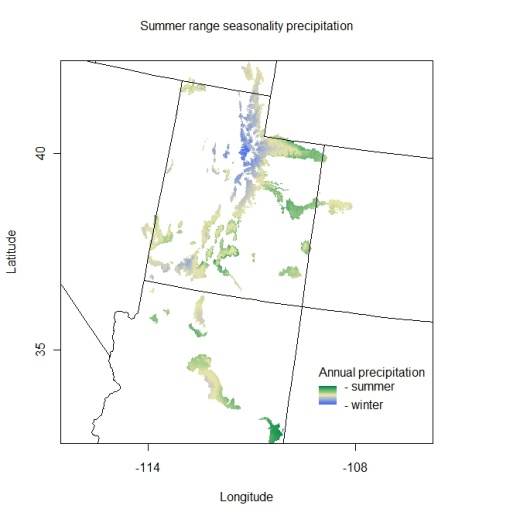 Summer range seasonality precipitation
40
Latitude
35
Annual precipitation
- summer
- winter
-114
-108
Longitude